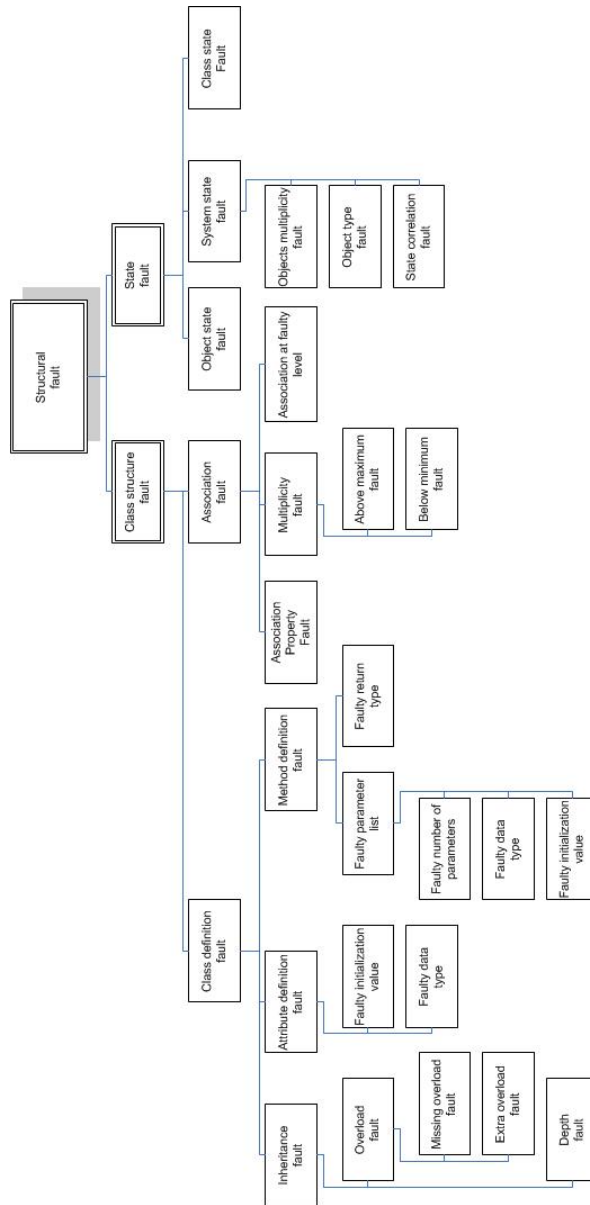 Structural
fault
Class structure
fault
State
fault
Class definition
fault
Association
fault
Object state
fault
System state
fault
Class state
Fault
Inheritance
fault
Attribute definition
fault
Method definition
fault
Association
Property
Fault
Multiplicity
fault
Association at faulty
level
Objects multiplicity
fault
Object type
fault
State correlation
fault
Overload
fault
Missing overload
fault
Extra overload
fault
Depth
fault
Faulty initialization
value
Faulty data
type
Faulty parameter
list
Faulty return
type
Faulty number of
parameters
Faulty data
type
Faulty initialization
value
Above maximum
fault
Below minimum
fault